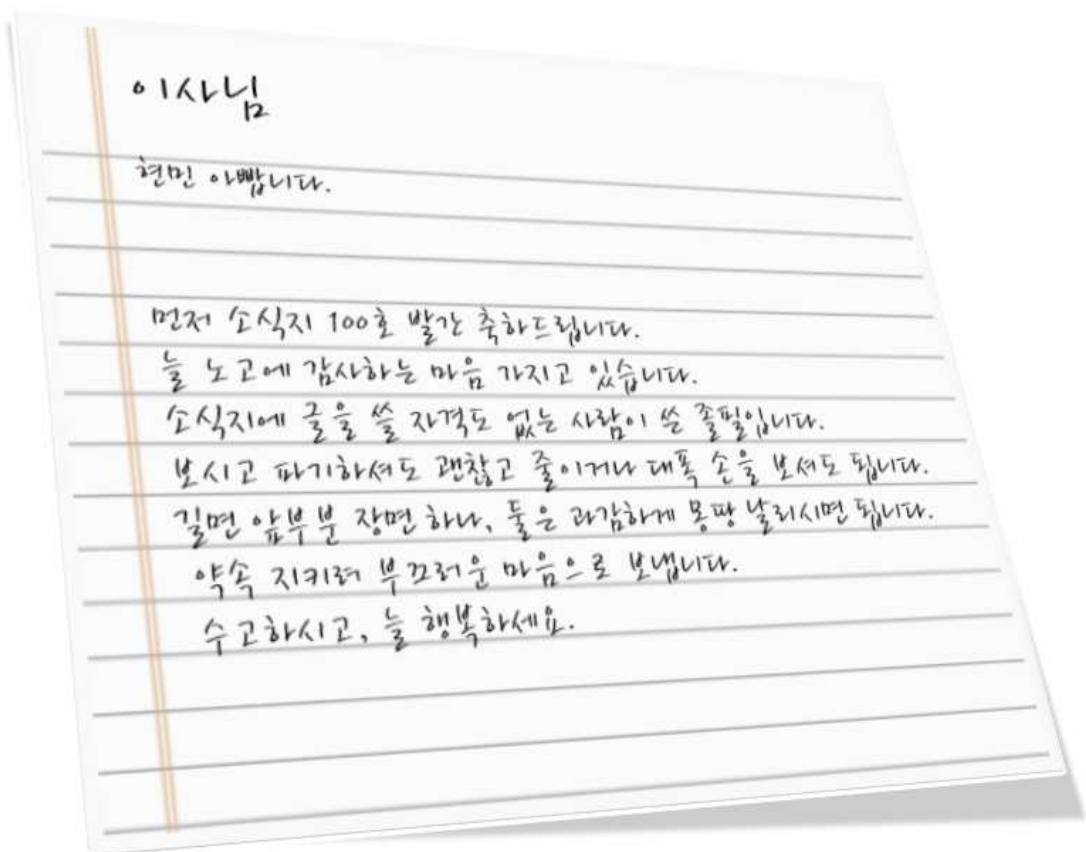 이사님
현민 아빱니다.
먼저 소식지 100호 발간 축하드립니다.
늘 노고에 감사하는 마음 가지고 있습니다.
소식지에 글을 쓸 자격도 없는 사람이 쓴 졸필입니다.
보시고 파기하셔도 괜찮고 줄이거나 대폭 손을 보셔도 됩니다.
길면 앞부분 장면 하나, 둘은 과감하게 몽땅 날리시면 됩니다.
약속 지키려 부끄러운 마음으로 보냅니다.
수고하시고, 늘 행복하세요.